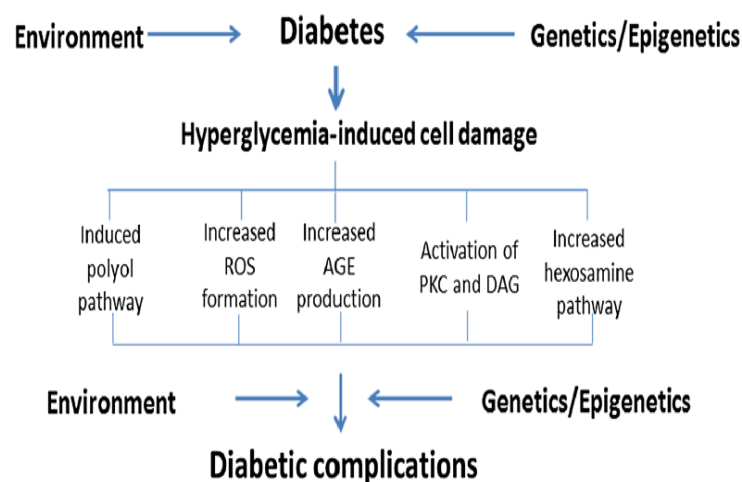 Environment
Diabetes
Genetics/Epigenetics
Hyperglycemia-induced cell damage
Induced
polyol
pathway
Increased
ROS
formation
Increased
AGE
production
Activation of
PKC and DAG
Increased
hexosamine
pathway
Environment
Genetics/Epigenetics
Diabetic complications